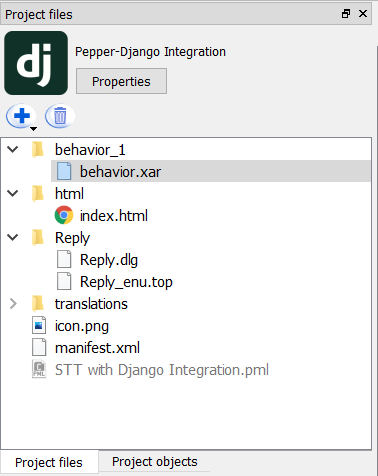 Project files
dj
Pepper-Django Integration
Properties
behavior_1
behavior.xar
html
index.html
Reply
Reply.dlg
Reply_enu.top
translations
icon.png
manifest.xml
STT with Django Integration.pml
Project files
Project objects